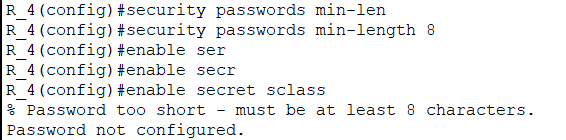 R_4(config)#security passwords min-len
R_4(config)#security passwords min-length 8
R_4(config)#enable ser
R_4(config)#enable secr
R_4(config)#enable secret sclass
% Password too short - must be at least 8 characters.
Password not configured.